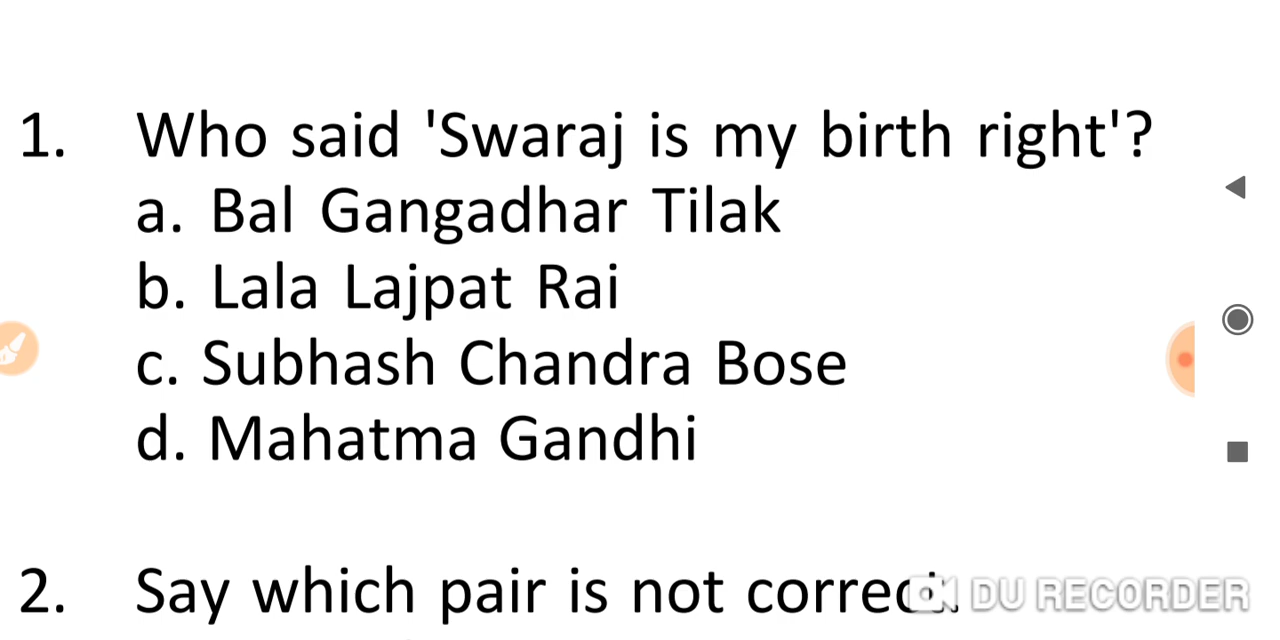 1. Who said 'Swaraj is my birth right'?
a. Bal Gangadhar Tilak
b. Lala Lajpat Rai
c. Subhash Chandra Bose
d. Mahatma Gandhi
2. Say which pair is not correct.
DU RECORDER